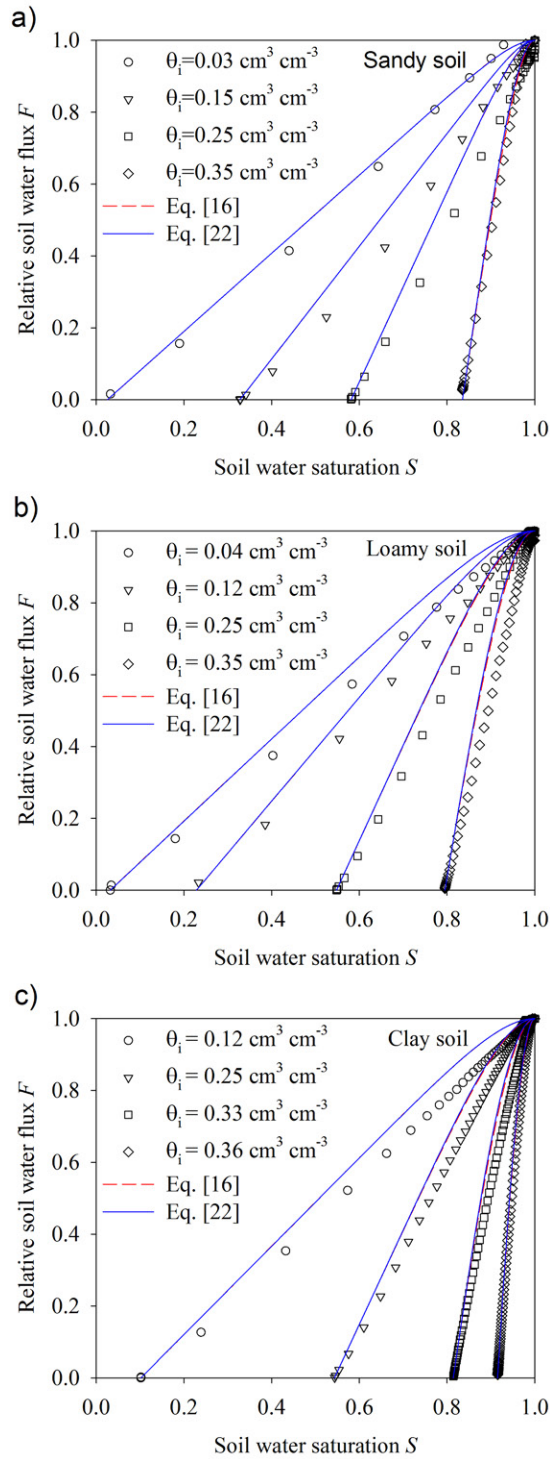 a)
1.0
0.8
0.6
0.4
0.2
0.0
Relative soil water flux F
θi=0.03 cm³ cm⁻³
θi=0.15 cm³ cm⁻³
θi=0.25 cm³ cm⁻³
θi=0.35 cm³ cm⁻³
Eq. [16]
Eq. [22]
Sandy soil
0.0 0.2 0.4 0.6 0.8 1.0
Soil water saturation S
b)
1.0
0.8
0.6
0.4
0.2
0.0
Relative soil water flux F
θi = 0.04 cm³ cm⁻³
θi = 0.12 cm³ cm⁻³
θi = 0.25 cm³ cm⁻³
θi = 0.35 cm³ cm⁻³
Eq. [16]
Eq. [22]
Loamy soil
0.0 0.2 0.4 0.6 0.8 1.0
Soil water saturation S
c)
1.0
0.8
0.6
0.4
0.2
0.0
Relative soil water flux F
θi = 0.12 cm³ cm⁻³
θi = 0.25 cm³ cm⁻³
θi = 0.33 cm³ cm⁻³
θi = 0.36 cm³ cm⁻³
Eq. [16]
Eq. [22]
Clay soil
0.0 0.2 0.4 0.6 0.8 1.0
Soil water saturation S